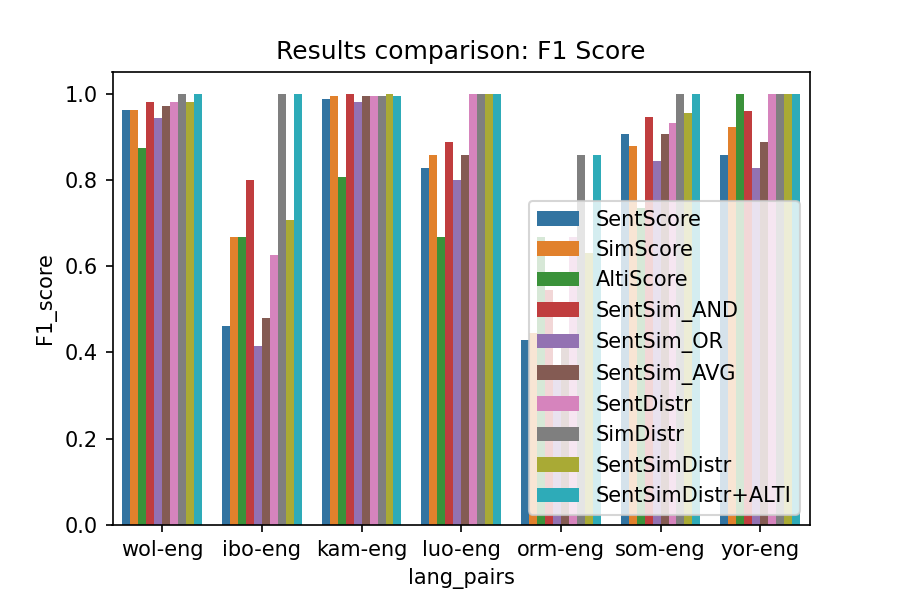 Results comparison: F1 Score
F1_score
1.0
0.8
0.6
0.4
0.2
0.0
SentScore
SimScore
AltiScore
SentSim_AND
SentSim_OR
SentSim_AVG
SentDistr
SimDistr
SentSimDistr
SentSimDistr+ALTI
wol-eng ibo-eng kam-eng luo-eng orm-eng som-eng yor-eng
lang_pairs